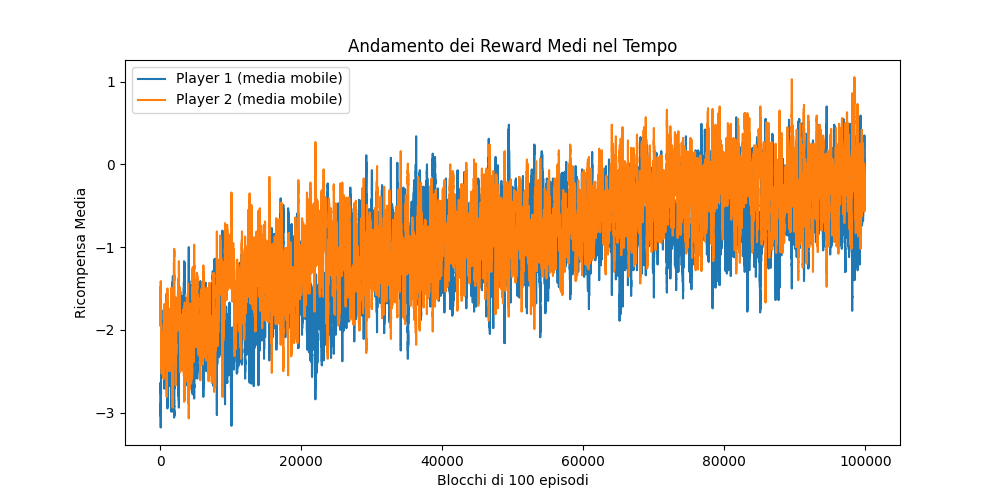 Andamento dei Reward Medi nel Tempo
Player 1 (media mobile)
Player 2 (media mobile)
Ricompensa Media
1
0
−1
−2
−3
0 20000 40000 60000 80000 100000
Blocchi di 100 episodi